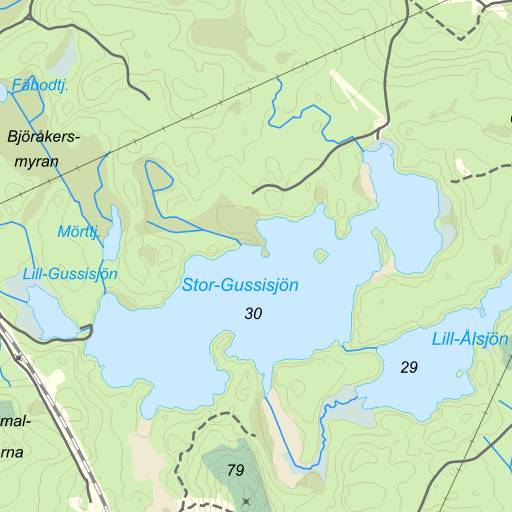 Fäbodtj.
Björåkers-
myran
Mörttj.
Lill-Gussisjön
Stor-Gussisjön
30
Lill-Ålsjön
29
mal-
rna
79